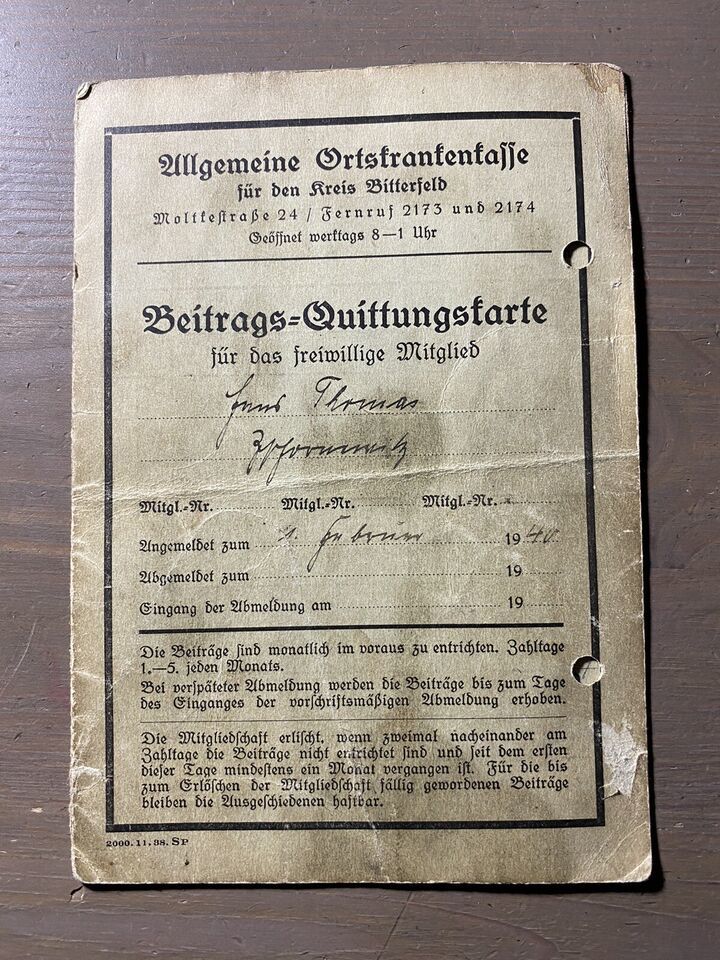 Allgemeine Ortskrankenkasse
für den Kreis Bitterfeld
Moltkestraße 24 / Fernruf 2173 und 2174
Geöffnet werktags 8—1 Uhr
Beitrags=Quittungskarte
für das freiwillige Mitglied
Hans Thomas
Zschornewitz
Mitgl.-Nr. Mitgl.-Nr. Mitgl.-Nr.
Angemeldet zum 1. Februar 1940
Abgemeldet zum 19
Eingang der Abmeldung am 19
Die Beiträge sind monatlich im voraus zu entrichten. Zahltage
1.—5. jeden Monats.
Bei verspäteter Abmeldung werden die Beiträge bis zum Tage
des Einganges der vorschriftsmäßigen Abmeldung erhoben.
Die Mitgliedschaft erlischt, wenn zweimal nacheinander am
Zahltage die Beiträge nicht entrichtet sind und seit dem ersten
dieser Tage mindestens ein Monat vergangen ist. Für die bis
zum Erlöschen der Mitgliedschaft fällig gewordenen Beiträge
bleiben die Ausgeschiedenen haftbar.
2000.11.38. SP